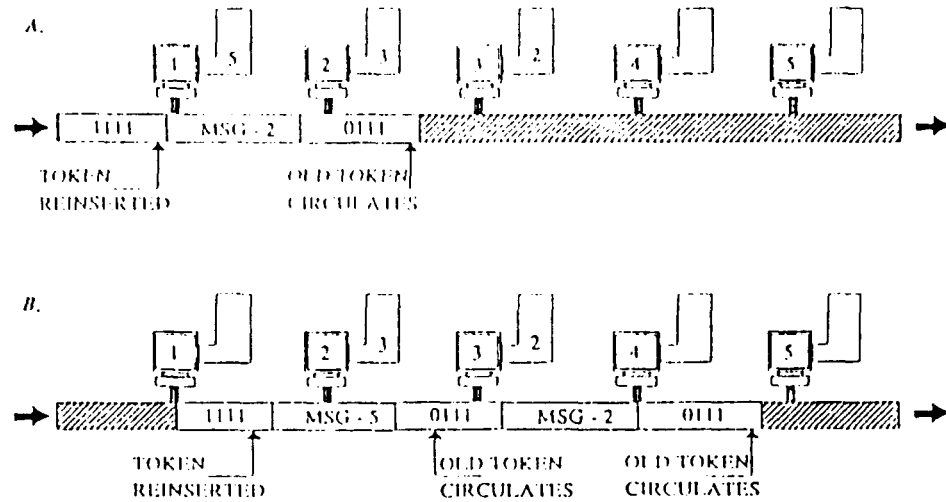 A.
1 5 2 3 3 2 4 5
1111 MSG - 2 0111
TOKEN OLD TOKEN
REINSERTED CIRCULATES
B.
1 2 3 3 2 4 5
1111 MSG - 5 0111 MSG - 2 0111
TOKEN OLD TOKEN OLD TOKEN
REINSERTED CIRCULATES CIRCULATES